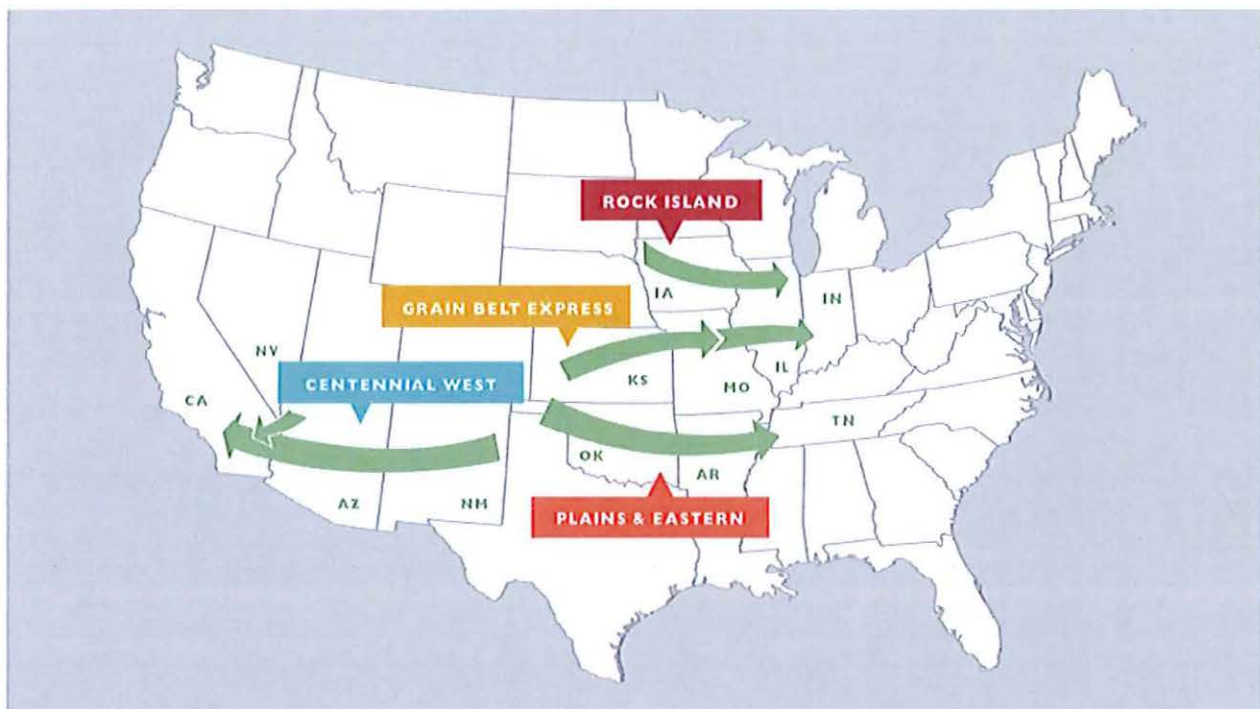 ROCK ISLAND
IA
IN
GRAIN BELT EXPRESS
NV
IL
KS
MO
CENTENNIAL WEST
CA
TN
OK
AR
AZ
NM
PLAINS & EASTERN